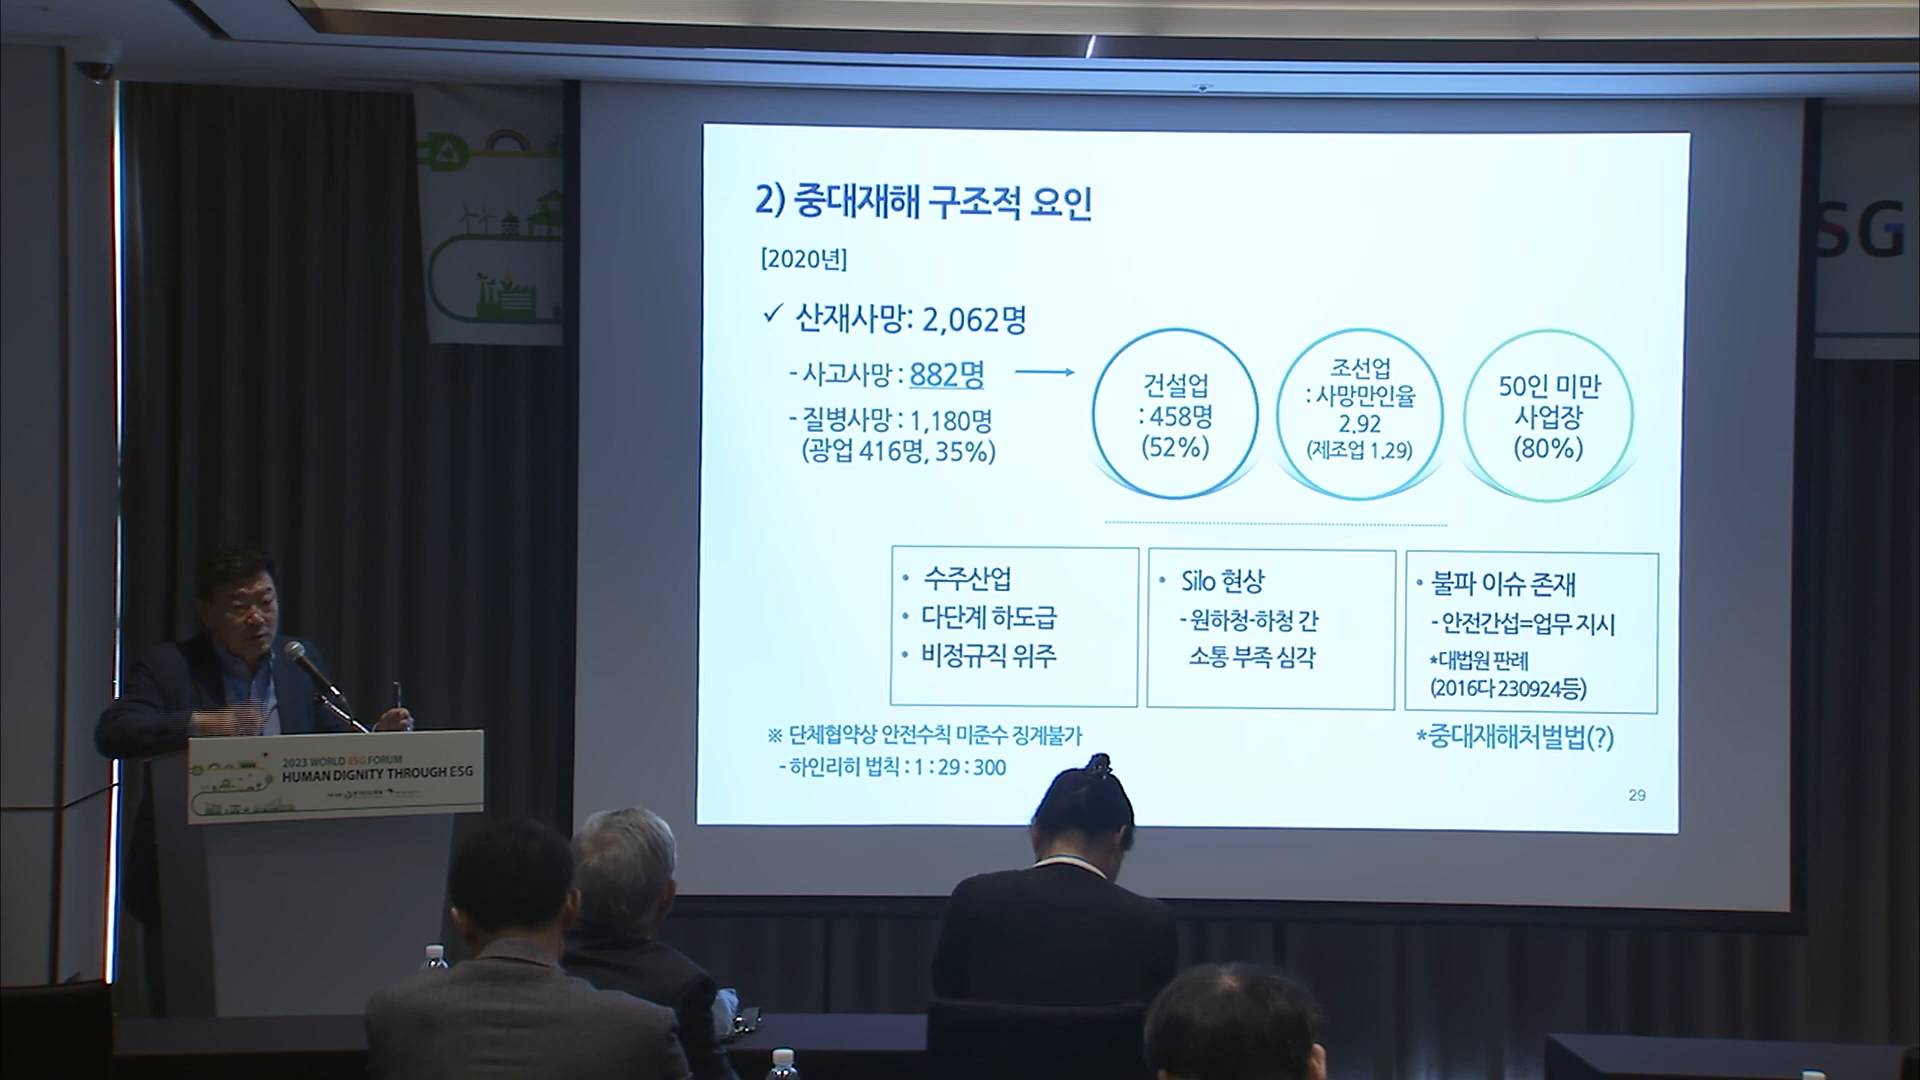 2) 중대재해 구조적 요인
[2020년]
✓ 산재사망: 2,062명
- 사고사망 : 882명
- 질병사망 : 1,180명
(광업 416명, 35%)
건설업
: 458명
(52%)
조선업
: 사망만인율
2.92
(제조업 1.29)
50인 미만
사업장
(80%)
• 수주산업
• 다단계 하도급
• 비정규직 위주
• Silo 현상
- 원하청-하청 간
소통 부족 심각
• 불파 이슈 존재
- 안전간섭=업무 지시
*대법원 판례
(2016다 230924등)
※ 단체협약상 안전수칙 미준수 징계불가
- 하인리히 법칙 : 1 : 29 : 300
*중대재해처벌법(?)
29
ESG
2023 WORLD ESG FORUM
HUMAN DIGNITY THROUGH ESG